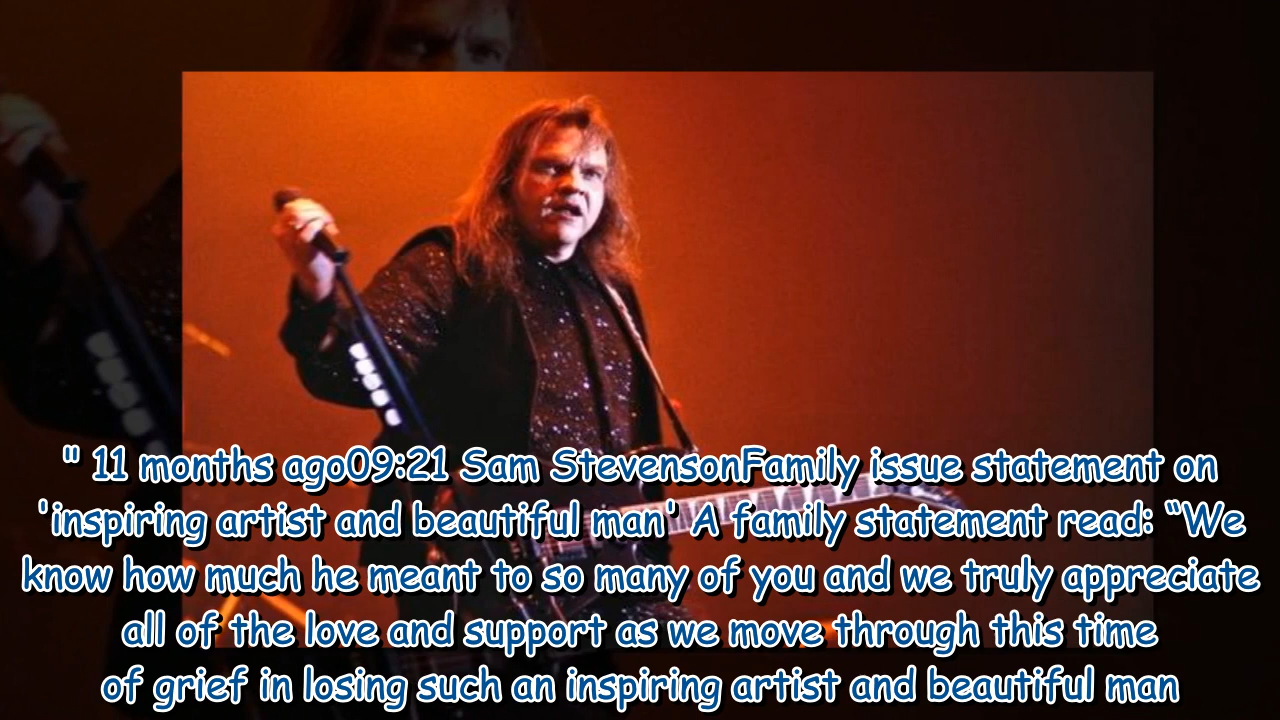 " 11 months ago09:21 Sam StevensonFamily issue statement on
'inspiring artist and beautiful man' A family statement read: “We
know how much he meant to so many of you and we truly appreciate
all of the love and support as we move through this time
of grief in losing such an inspiring artist and beautiful man